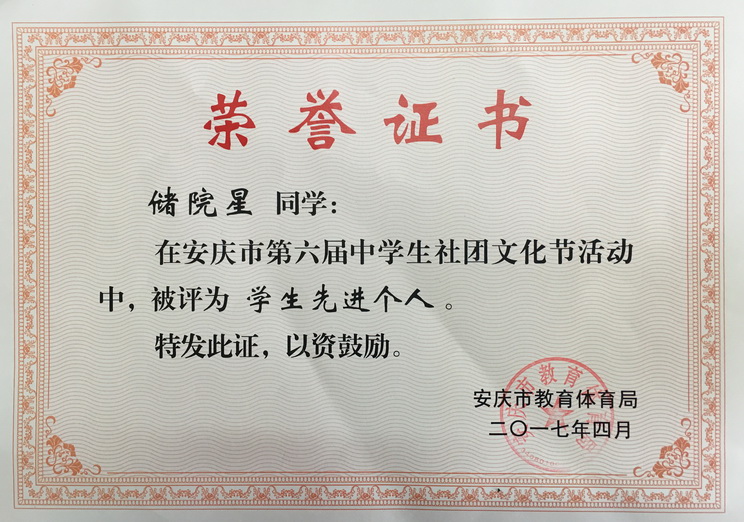 荣誉证书
储院星 同学：
在安庆市第六届中学生社团文化节活动
中，被评为 学生先进个人。
特发此证，以资鼓励。
安庆市教育体育局
二〇一七年四月